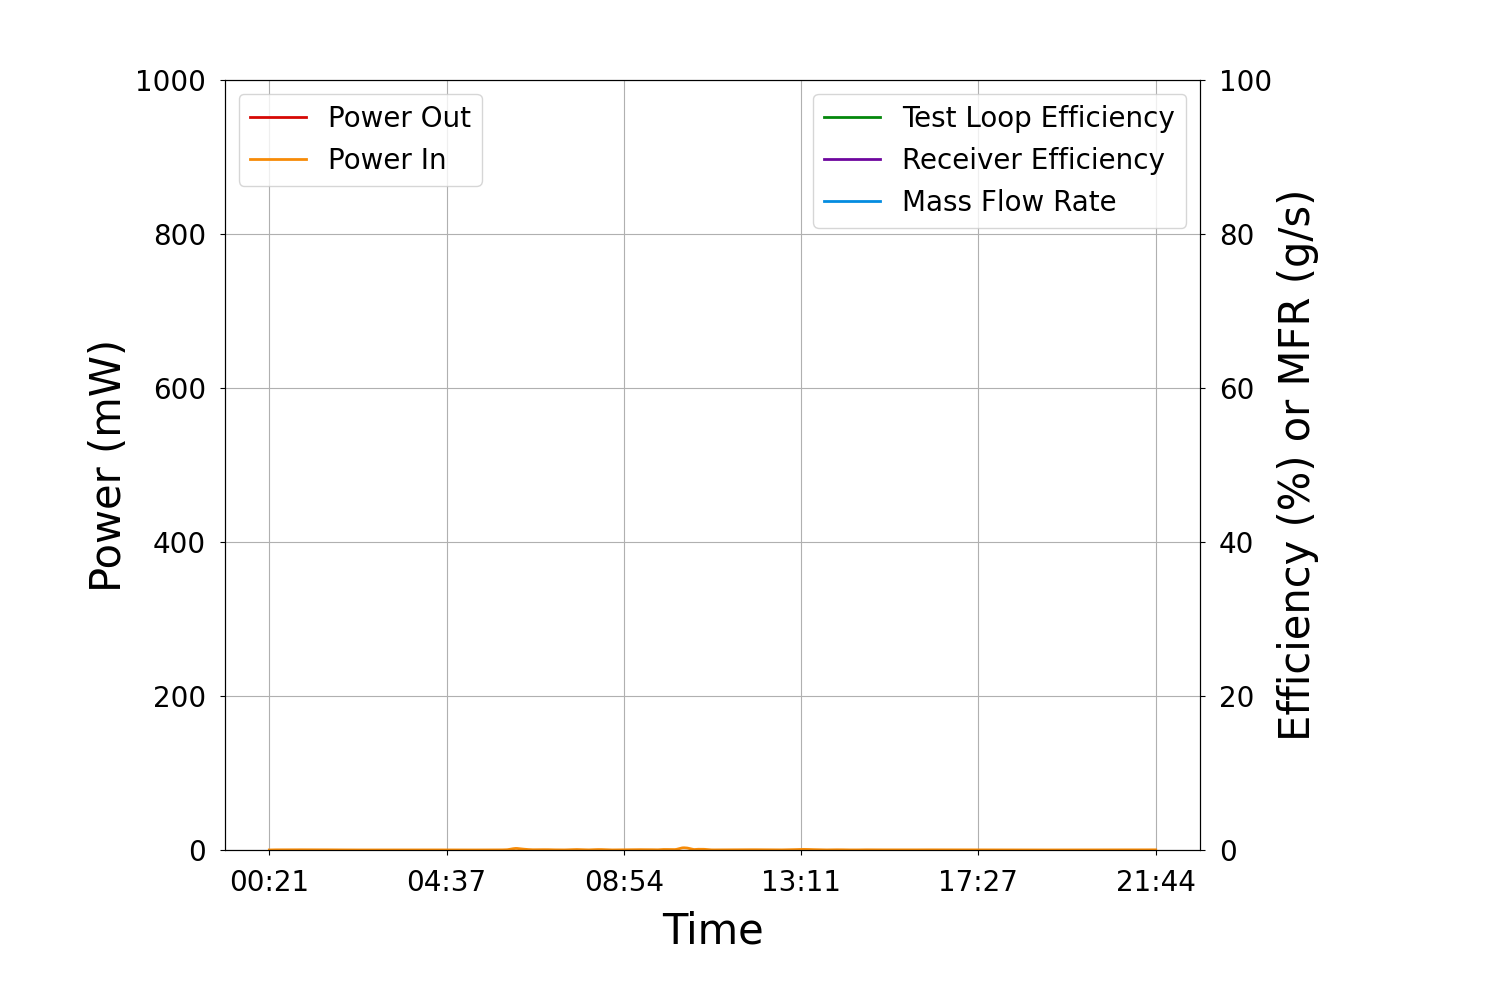 Power Out
Power In
Test Loop Efficiency
Receiver Efficiency
Mass Flow Rate
1000
800
600
400
200
0
Power (mW)
100
80
60
40
20
0
Efficiency (%) or MFR (g/s)
00:21 04:37 08:54 13:11 17:27 21:44
Time